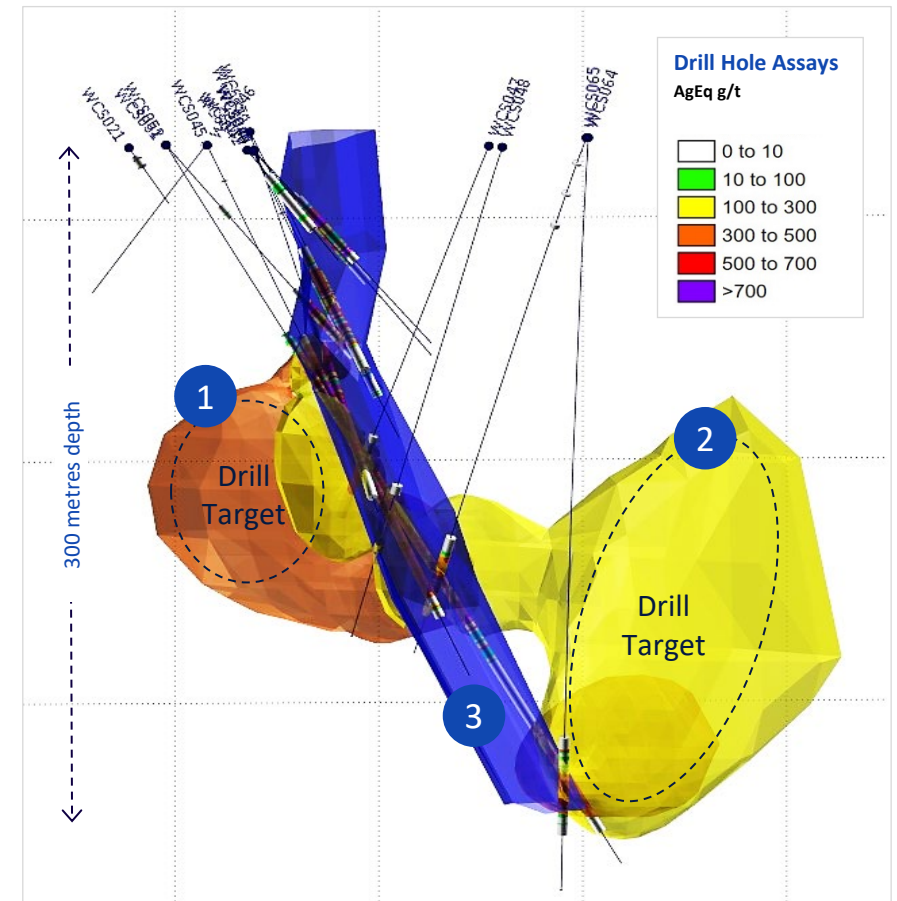 Drill Hole Assays
AgEq g/t
0 to 10
10 to 100
100 to 300
300 to 500
500 to 700
>700
WCS021
WCS045
WCS047
WCS048
WCS065
WCS064
300 metres depth
1
Drill
Target
2
Drill
Target
3